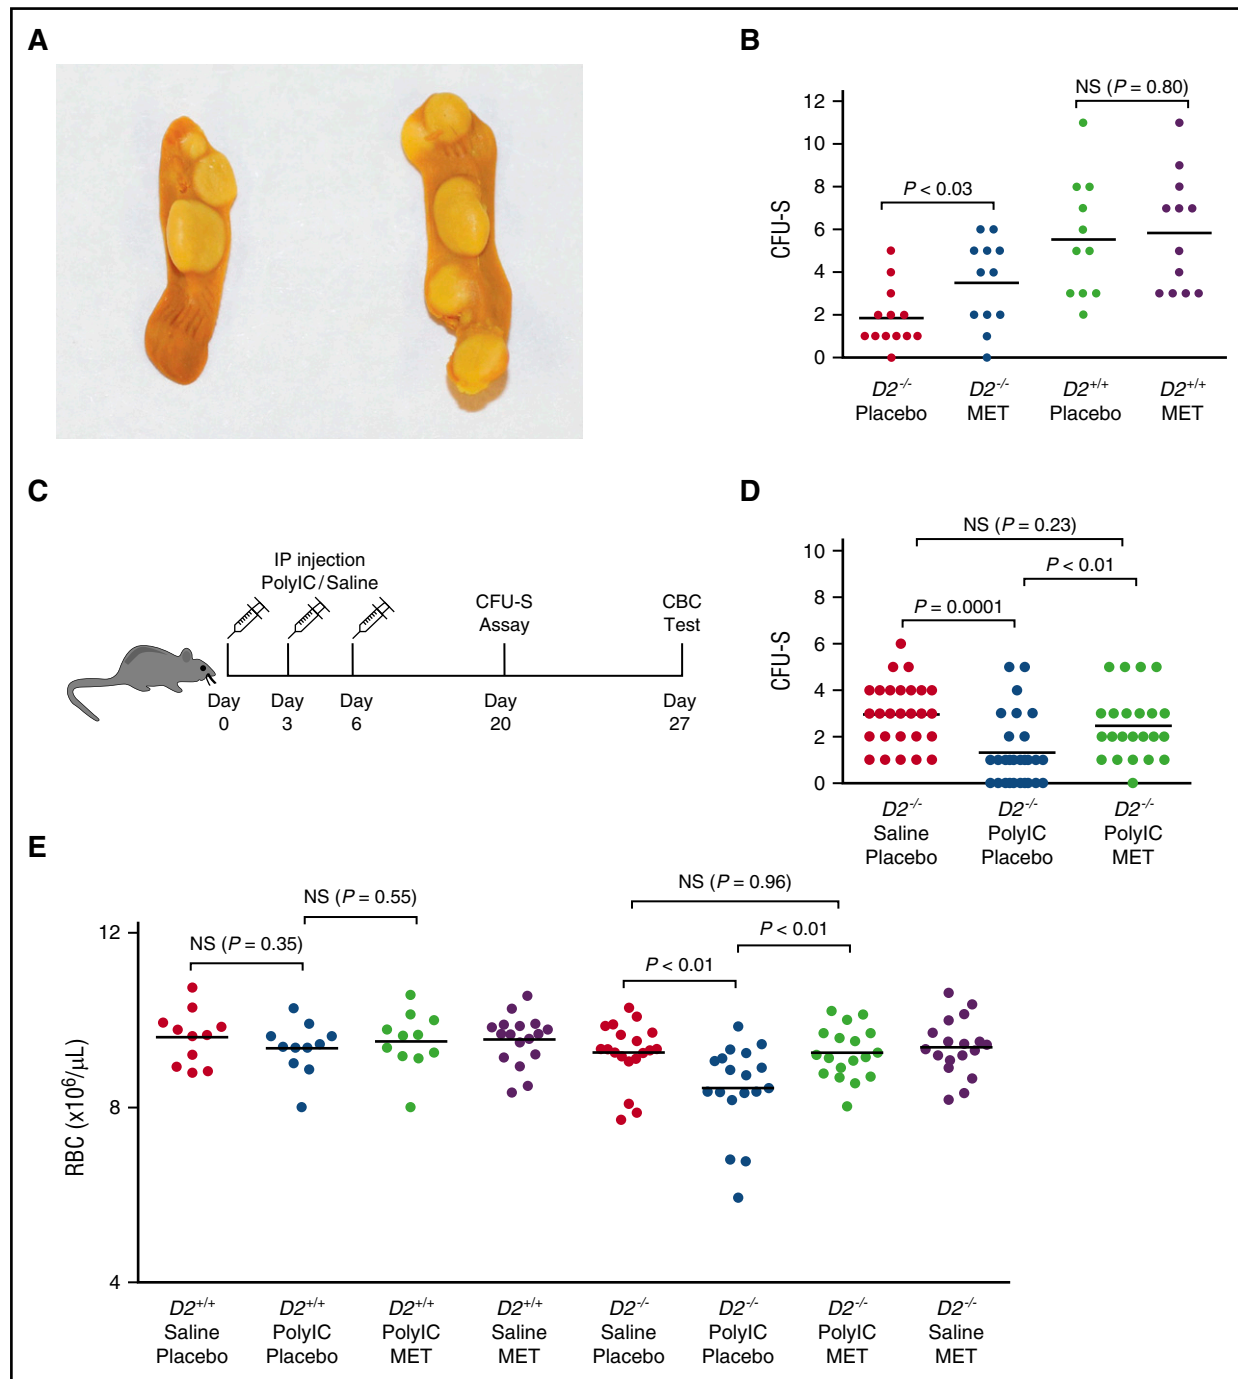 A
B
NS (P = 0.80)
P < 0.03
CFU-S
12
10
8
6
4
2
0
D2-/-
Placebo
D2-/-
MET
D2+/+
Placebo
D2+/+
MET
C
IP injection
PolyIC/Saline
CFU-S
Assay
CBC
Test
Day
0
Day
3
Day
6
Day
20
Day
27
D
NS (P = 0.23)
P < 0.01
P = 0.0001
CFU-S
10
8
6
4
2
0
D2-/-
Saline
Placebo
D2-/-
PolyIC
Placebo
D2-/-
PolyIC
MET
E
NS (P = 0.96)
NS (P = 0.55)
P < 0.01
NS (P = 0.35)
P < 0.01
RBC (x10⁶/μL)
12
8
4
D2+/+
Saline
Placebo
D2+/+
PolyIC
Placebo
D2+/+
PolyIC
MET
D2+/+
Saline
MET
D2-/-
Saline
Placebo
D2-/-
PolyIC
Placebo
D2-/-
PolyIC
MET
D2-/-
Saline
MET